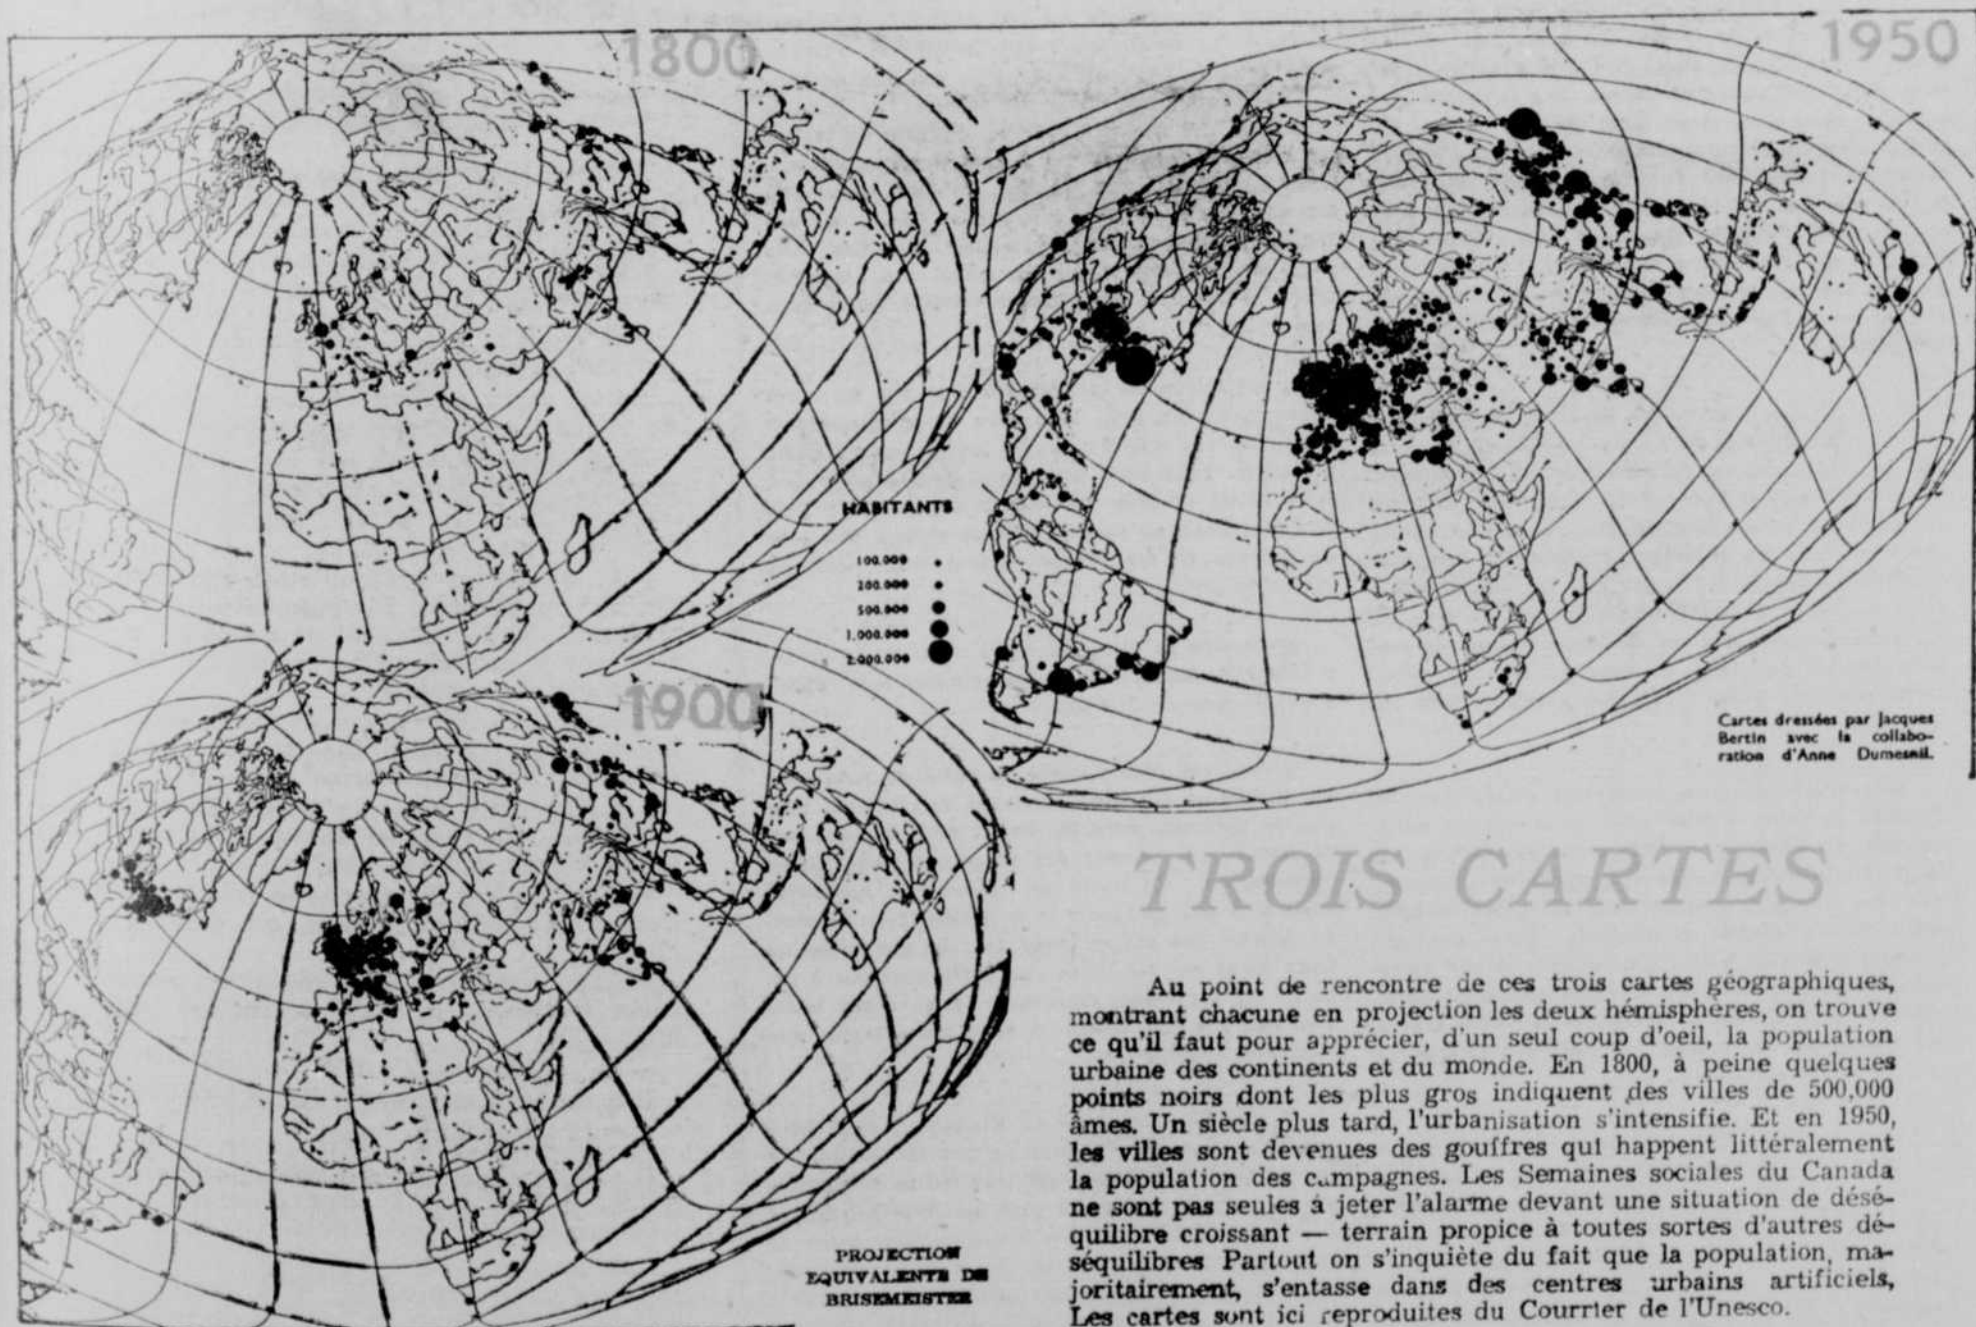 1800
1950
HABITANTS
100.000
200.000
500.000
1.000.000
2.000.000
1900
Cartes dressées par Jacques
Bertin avec la collabo-
ration d'Anne Dumesnil.
PROJECTION
EQUIVALENTE DE
BRISEMEISTER
TROIS CARTES
Au point de rencontre de ces trois cartes géographiques,
montrant chacune en projection les deux hémisphères, on trouve
ce qu'il faut pour apprécier, d'un seul coup d'oeil, la population
urbaine des continents et du monde. En 1800, à peine quelques
points noirs dont les plus gros indiquent des villes de 500,000
âmes. Un siècle plus tard, l'urbanisation s'intensifie. Et en 1950,
les villes sont devenues des gouffres qui happent littéralement
la population des campagnes. Les Semaines sociales du Canada
ne sont pas seules à jeter l'alarme devant une situation de désé-
quilibre croissant — terrain propice à toutes sortes d'autres dé-
séquilibres Partout on s'inquiète du fait que la population, ma-
joritairement, s'entasse dans des centres urbains artificiels,
Les cartes sont ici reproduites du Courrier de l'Unesco.